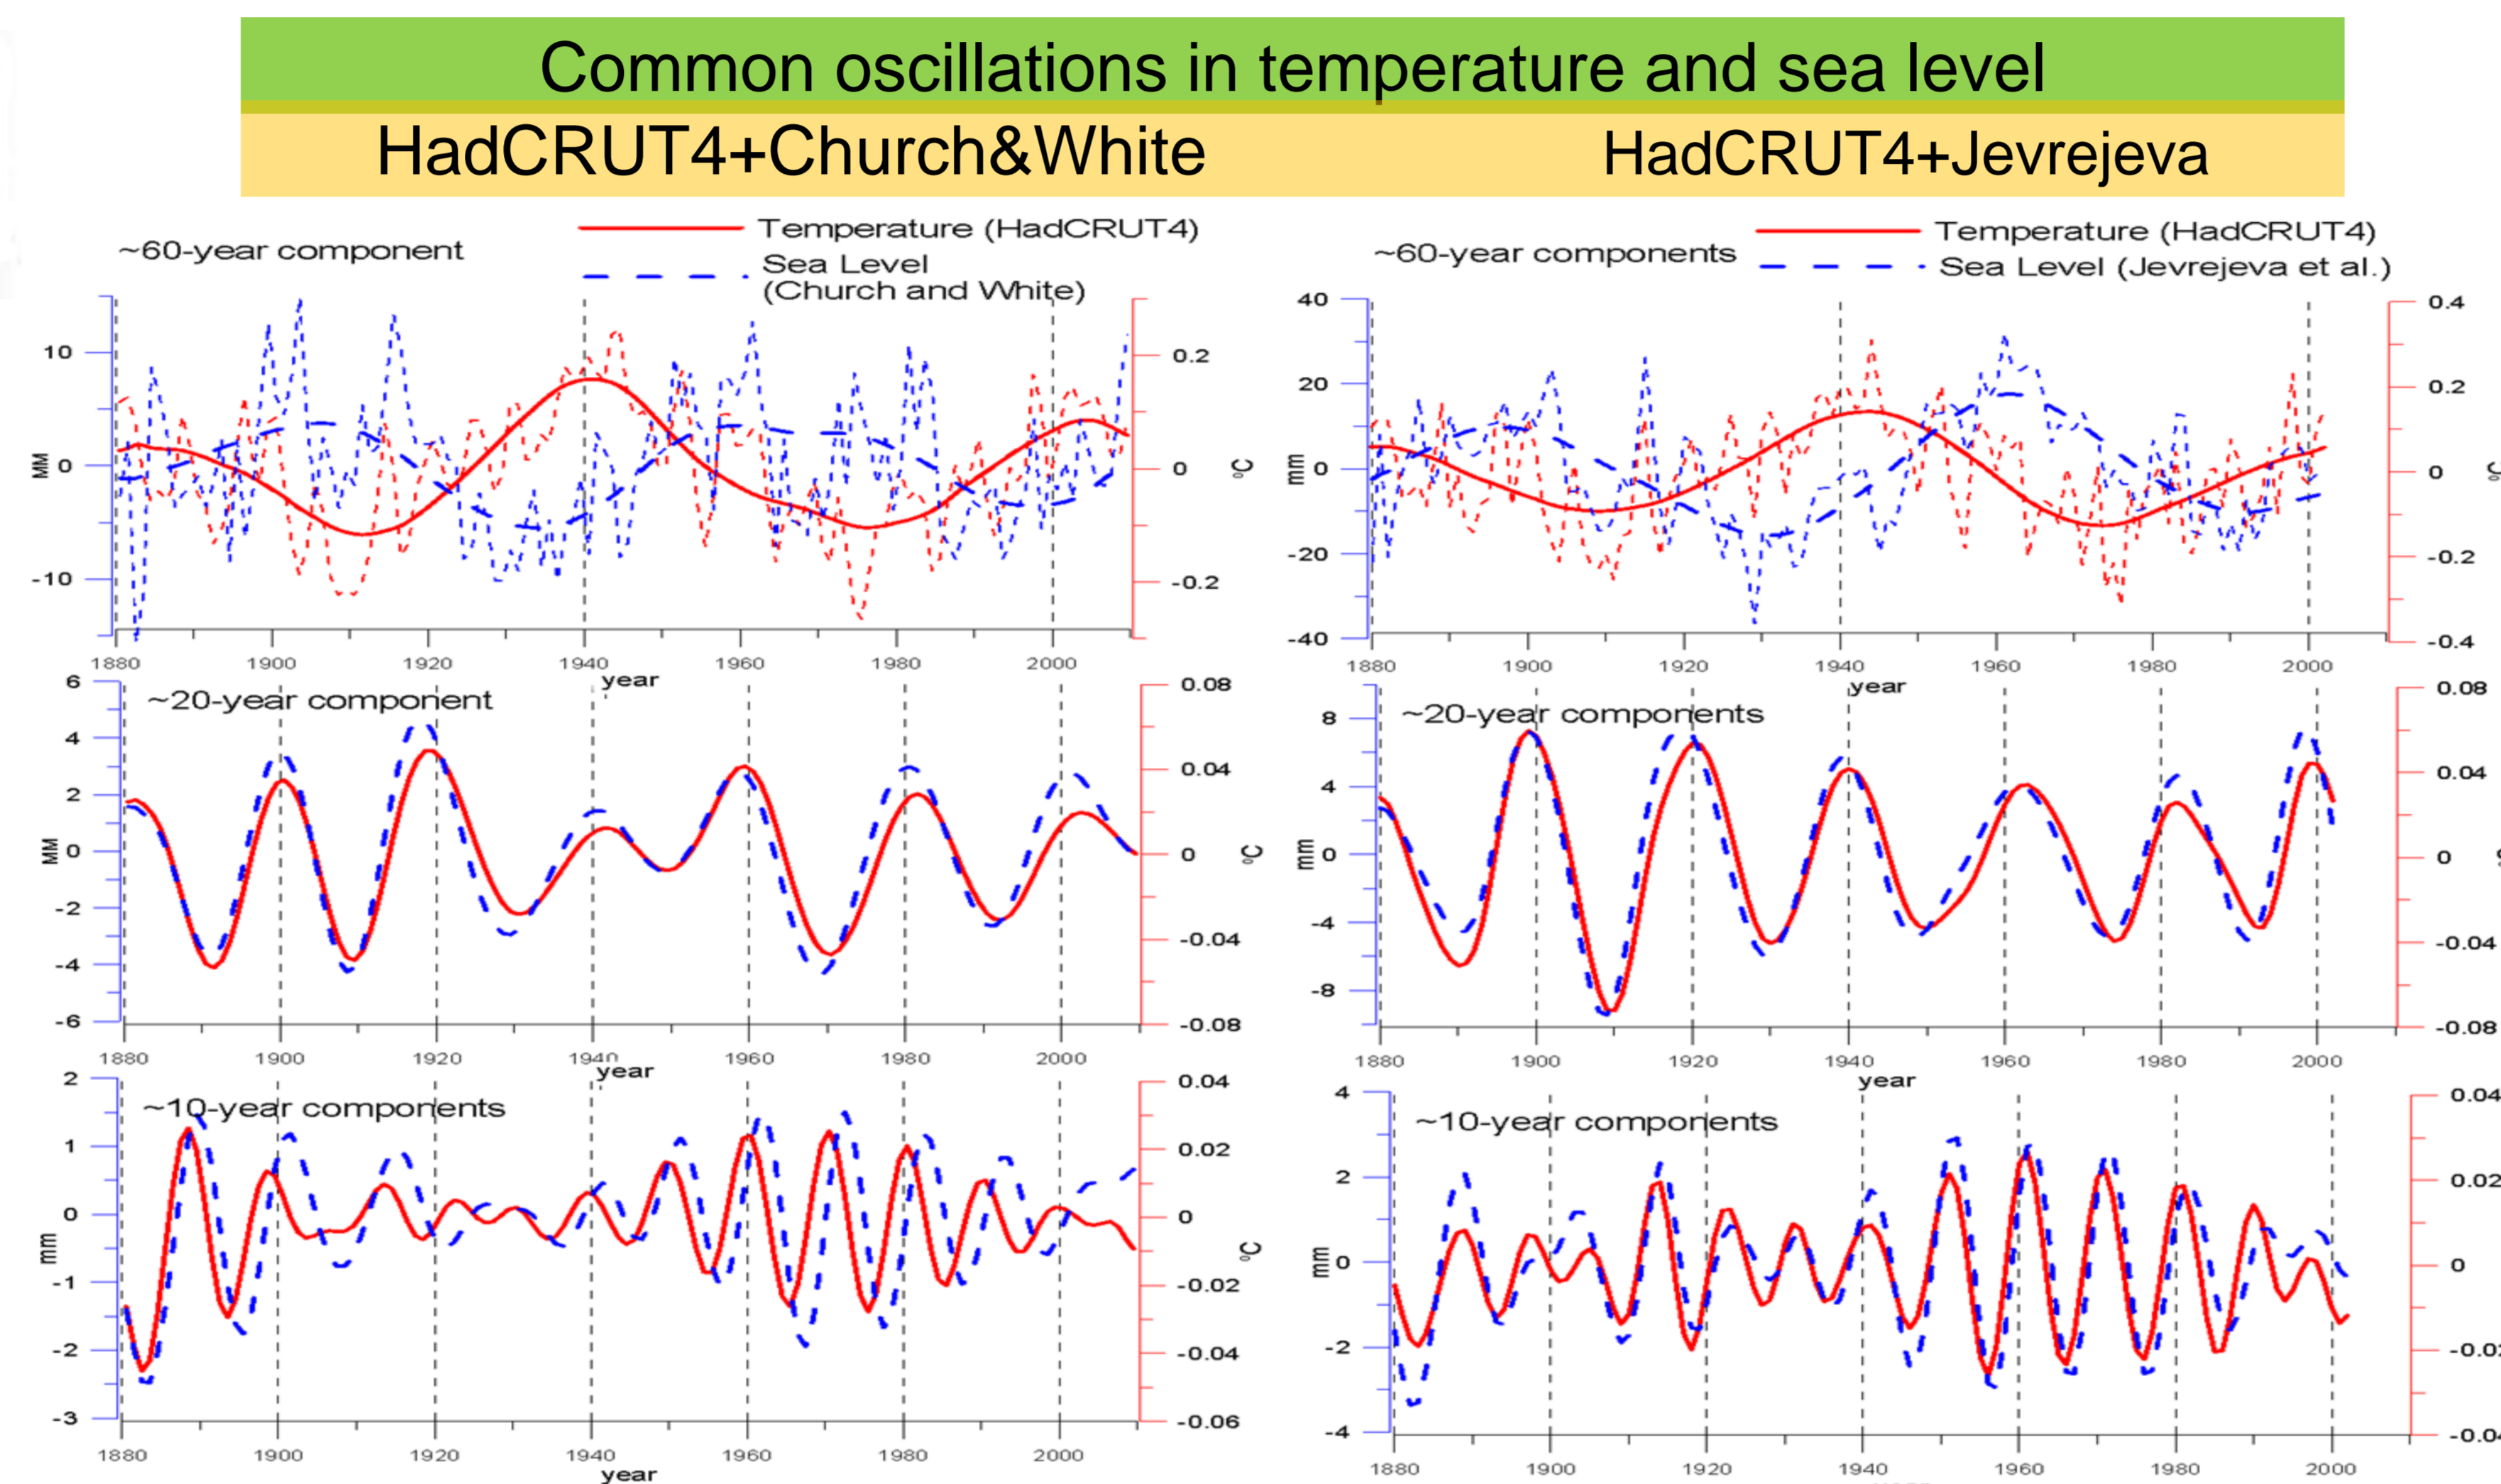 Common oscillations in temperature and sea level
HadCRUT4+Church&White
HadCRUT4+Jevrejeva
~60-year component
Temperature (HadCRUT4)
Sea Level
(Church and White)
10
0
-10
MM
0.2
0
-0.2
°C
1880 1900 1920 1940 1960 1980 2000
year
~60-year components
Temperature (HadCRUT4)
Sea Level (Jevrejeva et al.)
40
20
0
-20
-40
mm
0.4
0.2
0
-0.2
-0.4
1880 1900 1920 1940 1960 1980 2000
year
~20-year component
6
4
2
0
-2
-4
-6
MM
0.08
0.04
0
-0.04
-0.08
°C
1880 1900 1920 1940 1960 1980 2000
year
~20-year components
8
4
0
-4
-8
mm
0.08
0.04
0
-0.04
-0.08
1880 1900 1920 1940 1960 1980 2000
year
~10-year components
2
1
0
-1
-2
-3
mm
0.04
0.02
0
-0.02
-0.04
-0.06
°C
1880 1900 1920 1940 1960 1980 2000
year
~10-year components
4
2
0
-2
-4
mm
0.04
0.02
0
1880 1900 1920 1940 1960 1980 2000